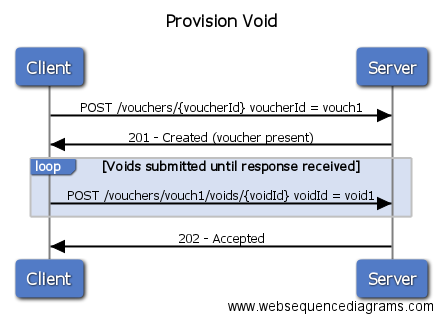 Provision Void
Client Server
POST /vouchers/{voucherId} voucherId = vouch1
201 - Created (voucher present)
loop [Voids submitted until response received]
POST /vouchers/vouch1/voids/{voidId} voidId = void1
202 - Accepted
Client Server
www.websequencediagrams.com